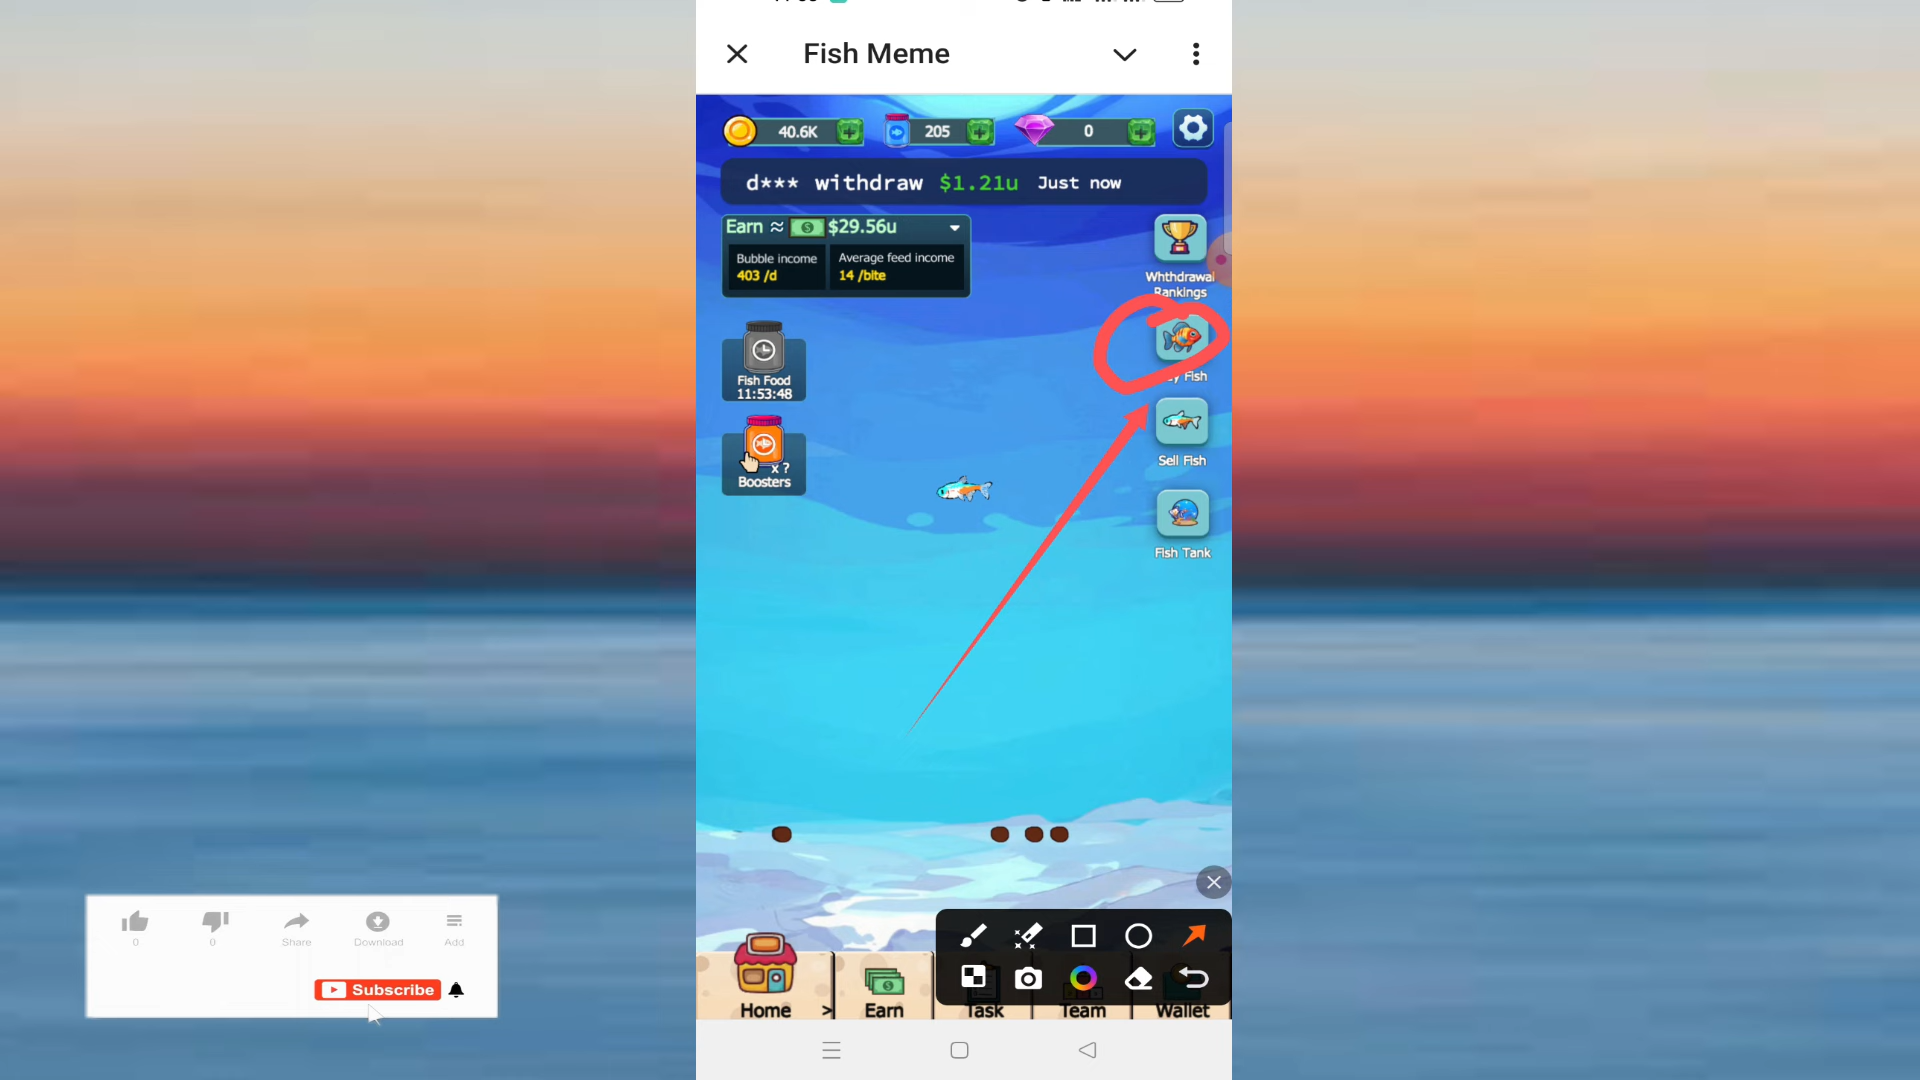 Fish Meme
40.6K
205
0
d*** withdraw $1.21u Just now
Earn ≈ $29.56u
Bubble income
403 /d
Average feed income
14 /bite
Whthdrawal
Rankings
Fish
Sell Fish
Fish Tank
Fish Food
11:53:48
x ?
Boosters
0
0
Share
Download
Add
Subscribe
Home
>
Earn
Task
Team
Wallet